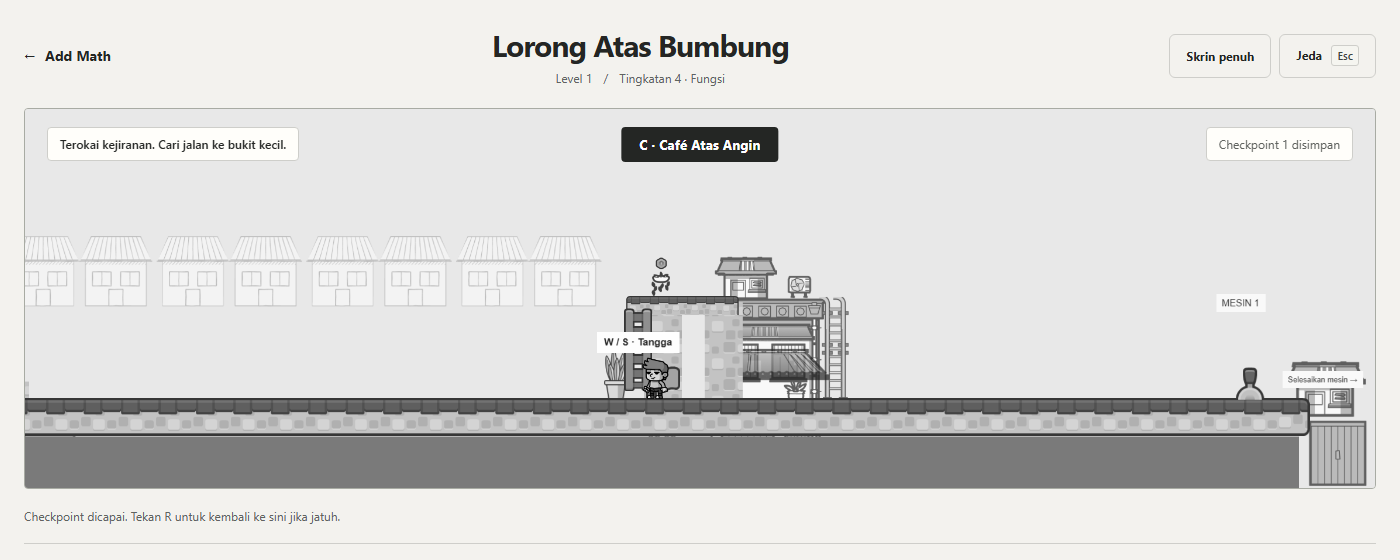 ← Add Math
Lorong Atas Bumbung
Level 1 / Tingkatan 4 · Fungsi
Skrin penuh
Jeda Esc
Terokai kejiranan. Cari jalan ke bukit kecil.
C · Café Atas Angin
Checkpoint 1 disimpan
MESIN 1
W / S · Tangga
Selesaikan mesin →
Checkpoint dicapai. Tekan R untuk kembali ke sini jika jatuh.